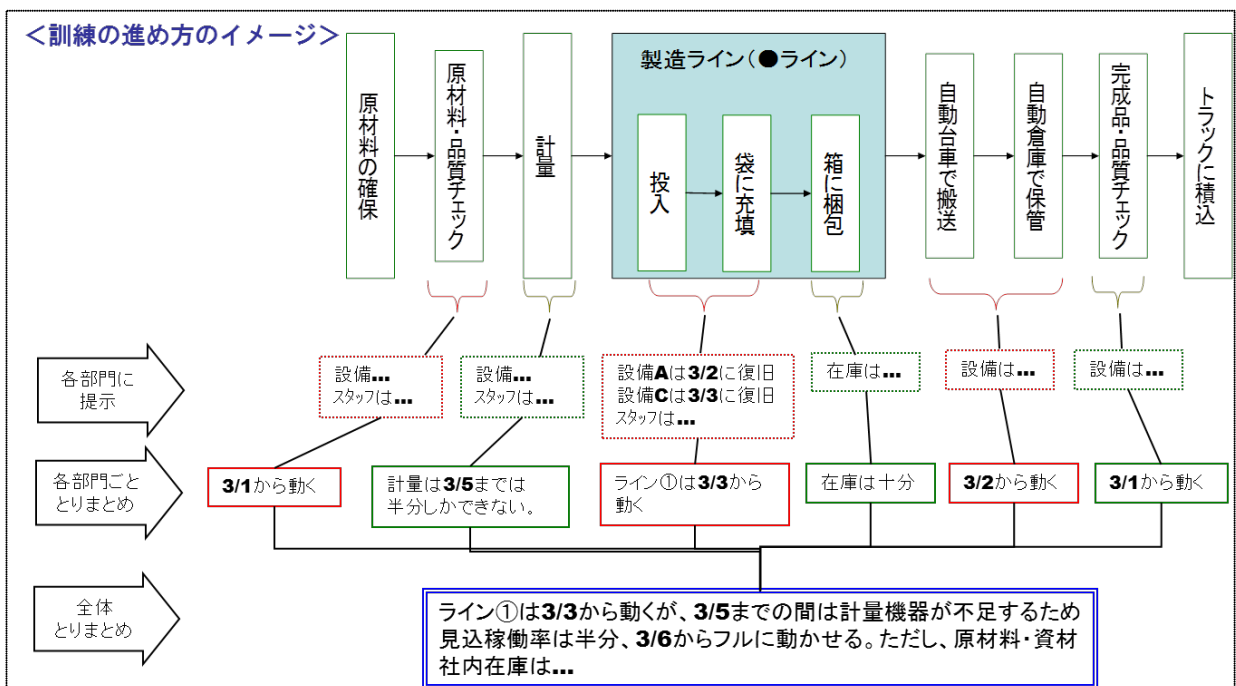 ＜訓練の進め方のイメージ＞
原材料の確保
原材料・品質チェック
計量
製造ライン（●ライン）
投入
袋に充填
箱に梱包
自動台車で搬送
自動倉庫で保管
完成品・品質チェック
トラックに積込
各部門に
提示
設備…
スタッフは…
設備…
スタッフは…
設備Aは3/2に復旧
設備Cは3/3に復旧
スタッフは…
在庫は…
設備は…
設備は…
各部門ごと
とりまとめ
3/1から動く
計量は3/5までは
半分しかできない。
ライン①は3/3から
動く
在庫は十分
3/2から動く
3/1から動く
全体
とりまとめ
ライン①は3/3から動くが、3/5までの間は計量機器が不足するため
見込稼働率は半分、3/6からフルに動かせる。ただし、原材料・資材
社内在庫は…